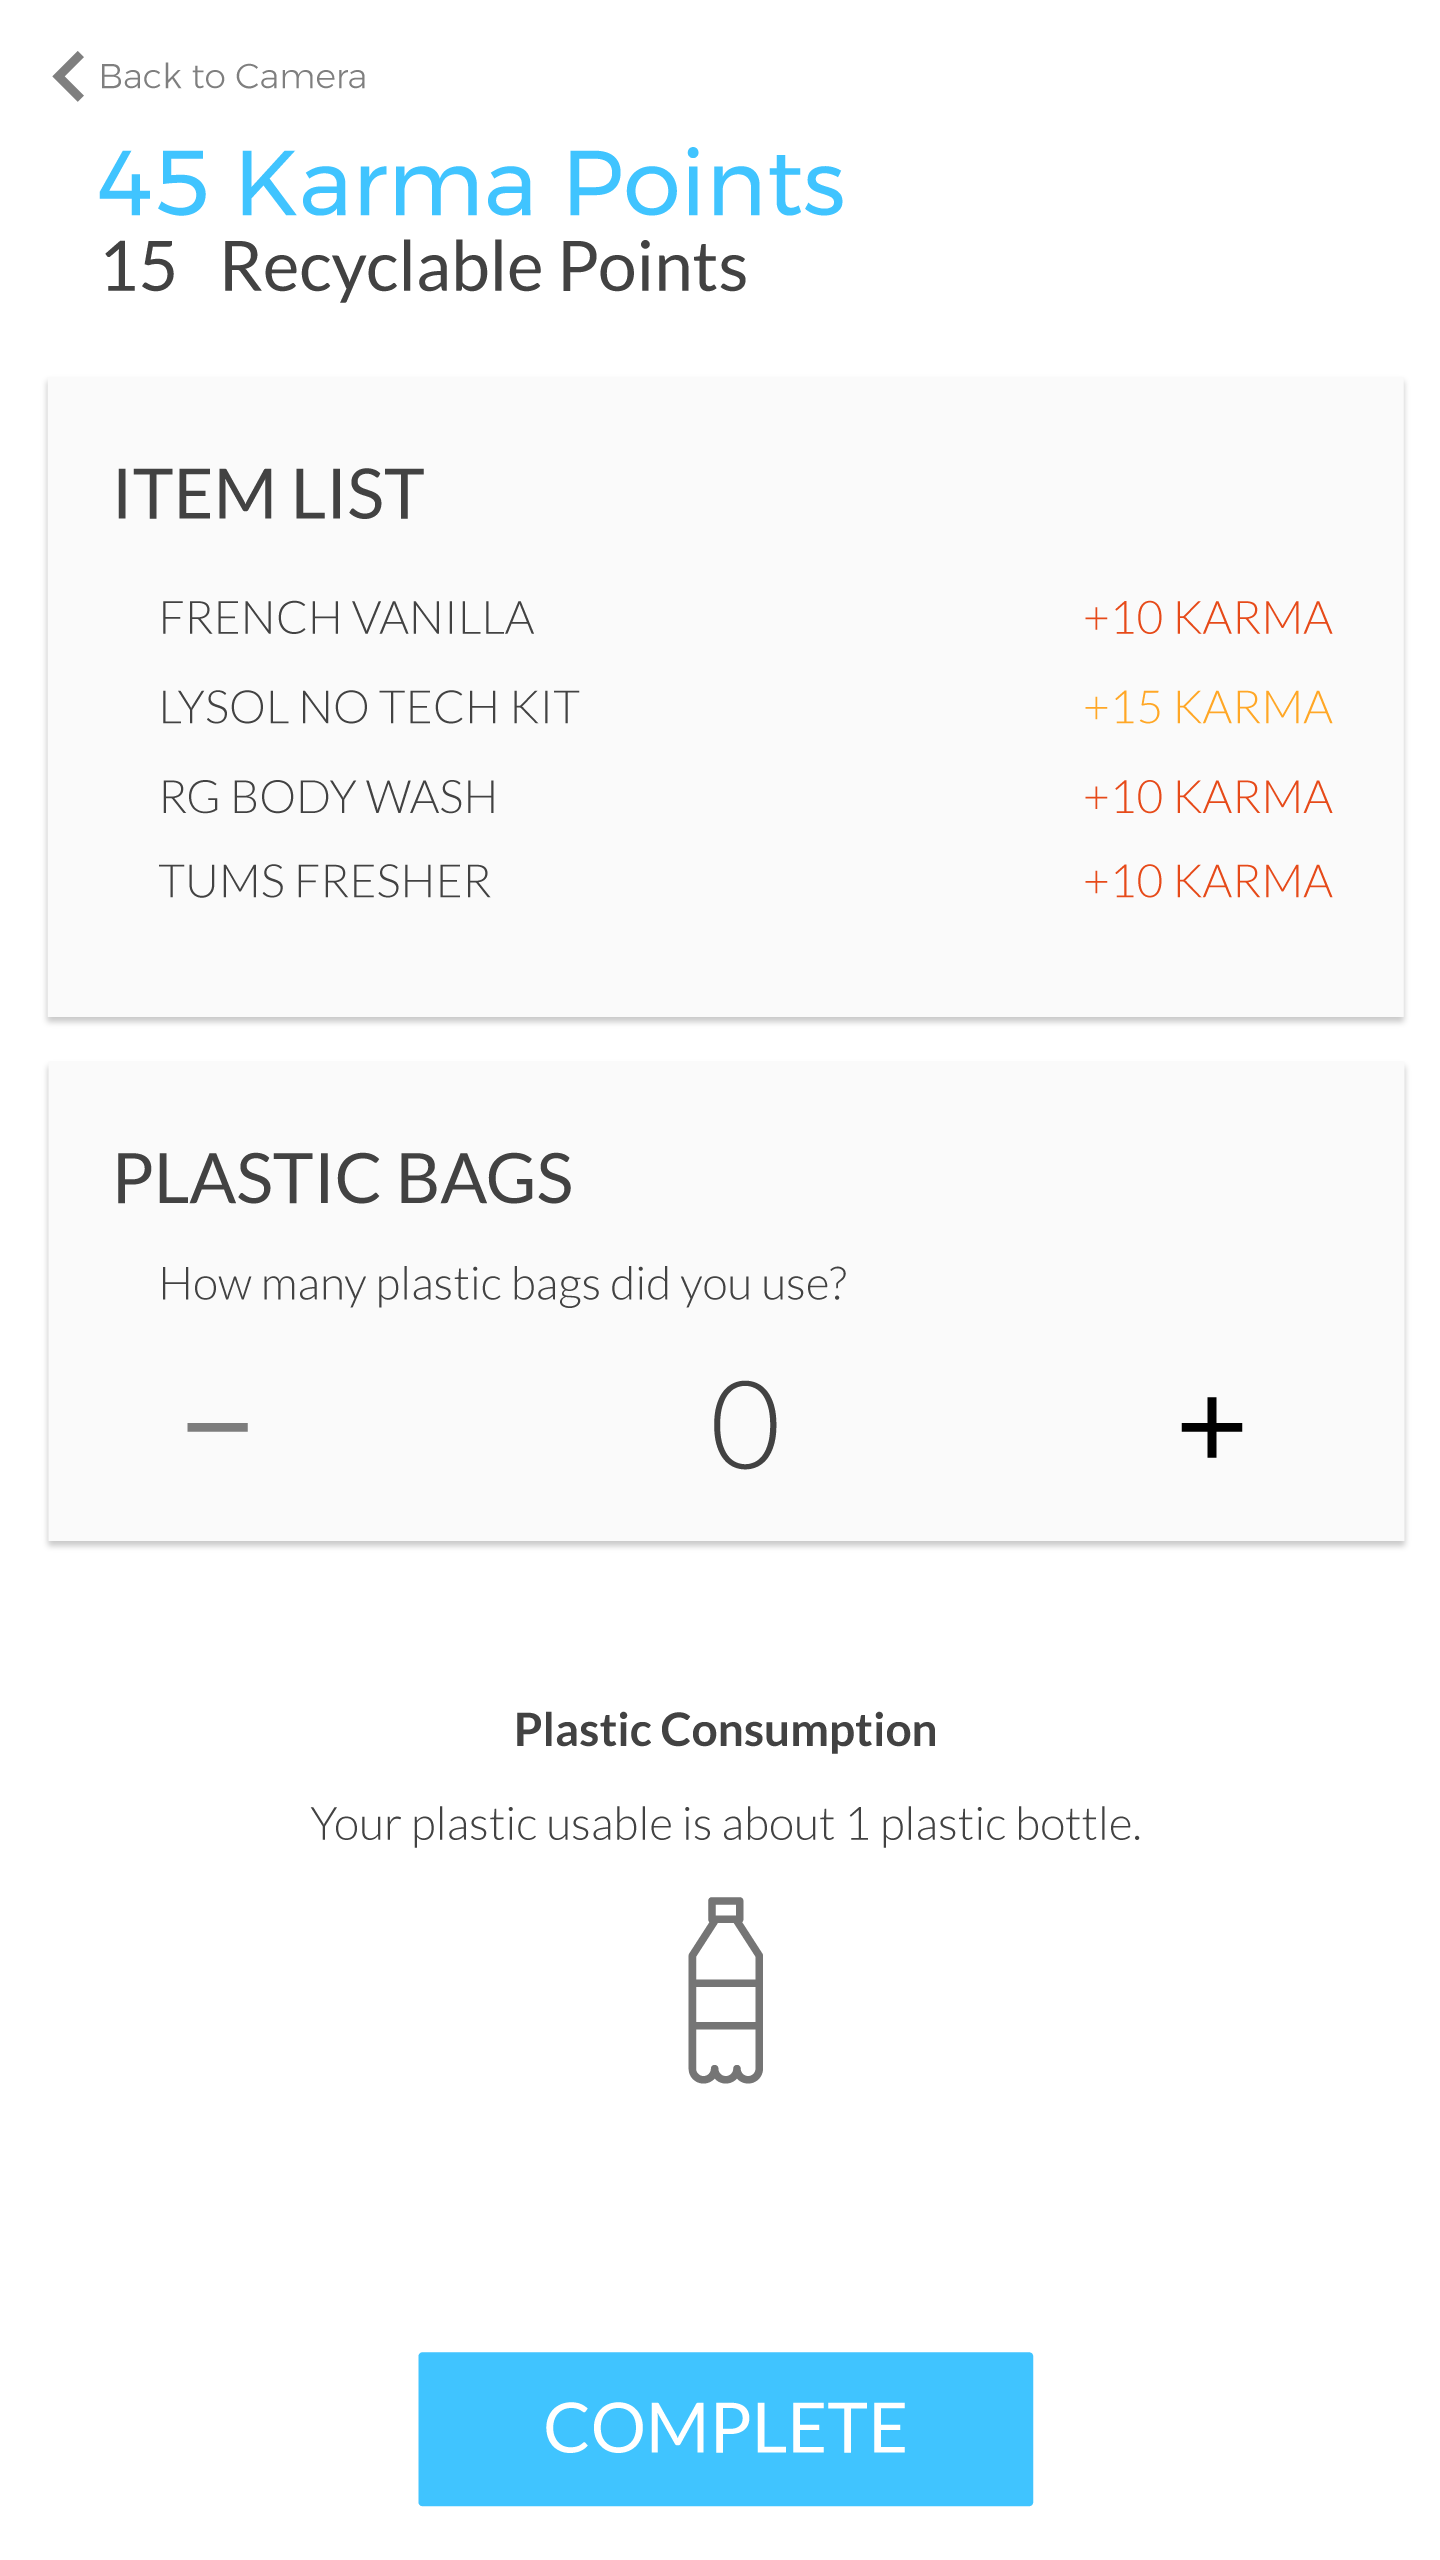 Back to Camera
45 Karma Points
15 Recyclable Points
ITEM LIST
FRENCH VANILLA +10 KARMA
LYSOL NO TECH KIT +15 KARMA
RG BODY WASH +10 KARMA
TUMS FRESHER +10 KARMA
PLASTIC BAGS
How many plastic bags did you use?
− 0 +
Plastic Consumption
Your plastic usable is about 1 plastic bottle.
COMPLETE